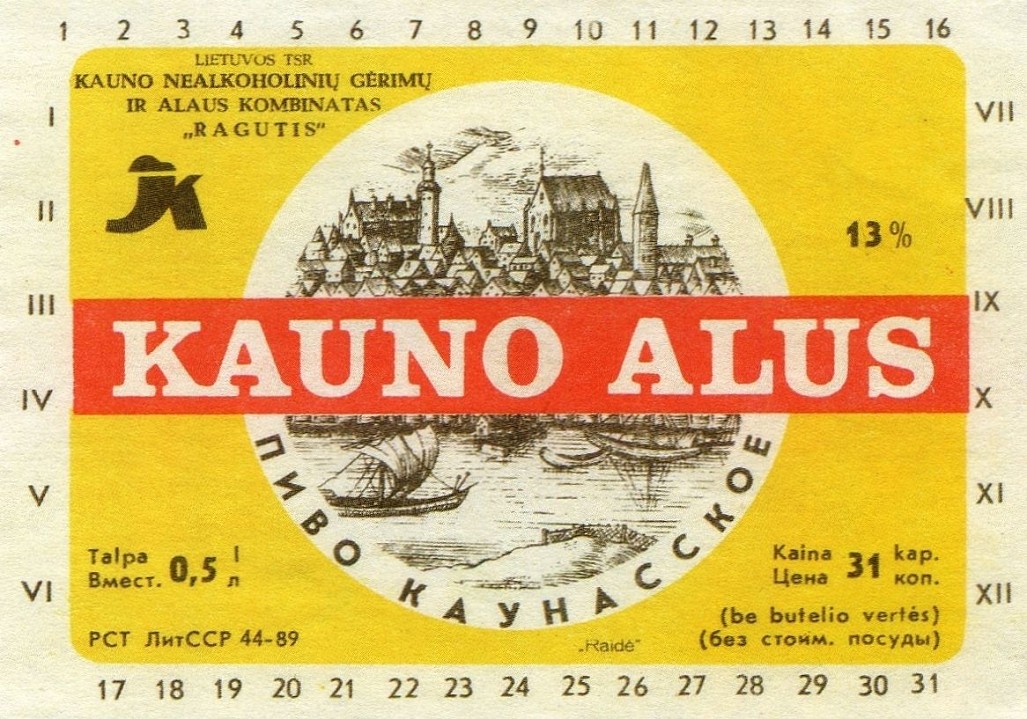 1 2 3 4 5 6 7 8 9 10 11 12 13 14 15 16
LIETUVOS TSR
KAUNO NEALKOHOLINIŲ GĖRIMŲ
IR ALAUS KOMBINATAS
„RAGUTIS“
I
II
III
IV
V
VI
JK
13 %
VII
VIII
IX
X
XI
XII
KAUNO ALUS
ПИВО КАУНАССКОЕ
Talpa 0,5 l
Вмест. л
РСТ ЛитССР 44-89
Kaina 31 kap.
Цена коп.
(be butelio vertės)
(без стоим. посуды)
„Raidė“
17 18 19 20 21 22 23 24 25 26 27 28 29 30 31